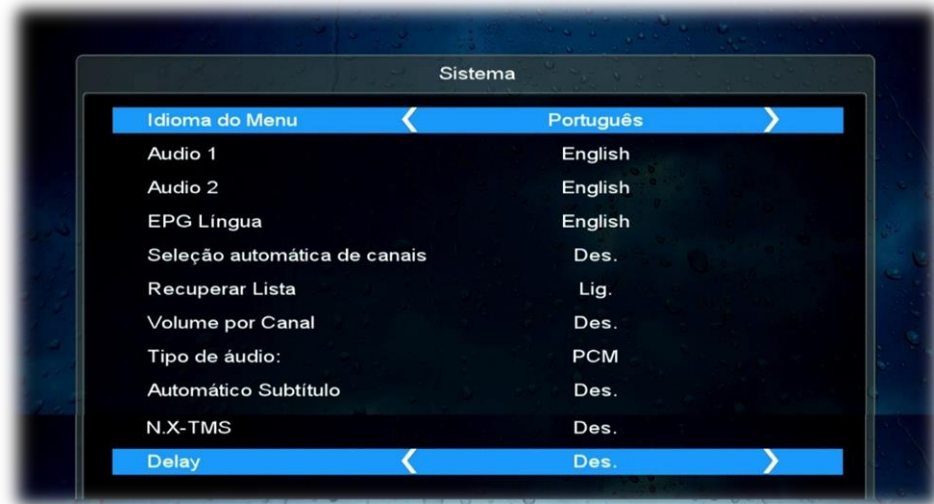 Sistema
Idioma do Menu Português
Audio 1 English
Audio 2 English
EPG Língua English
Seleção automática de canais Des.
Recuperar Lista Lig.
Volume por Canal Des.
Tipo de áudio: PCM
Automático Subtítulo Des.
N.X-TMS Des.
Delay Des.